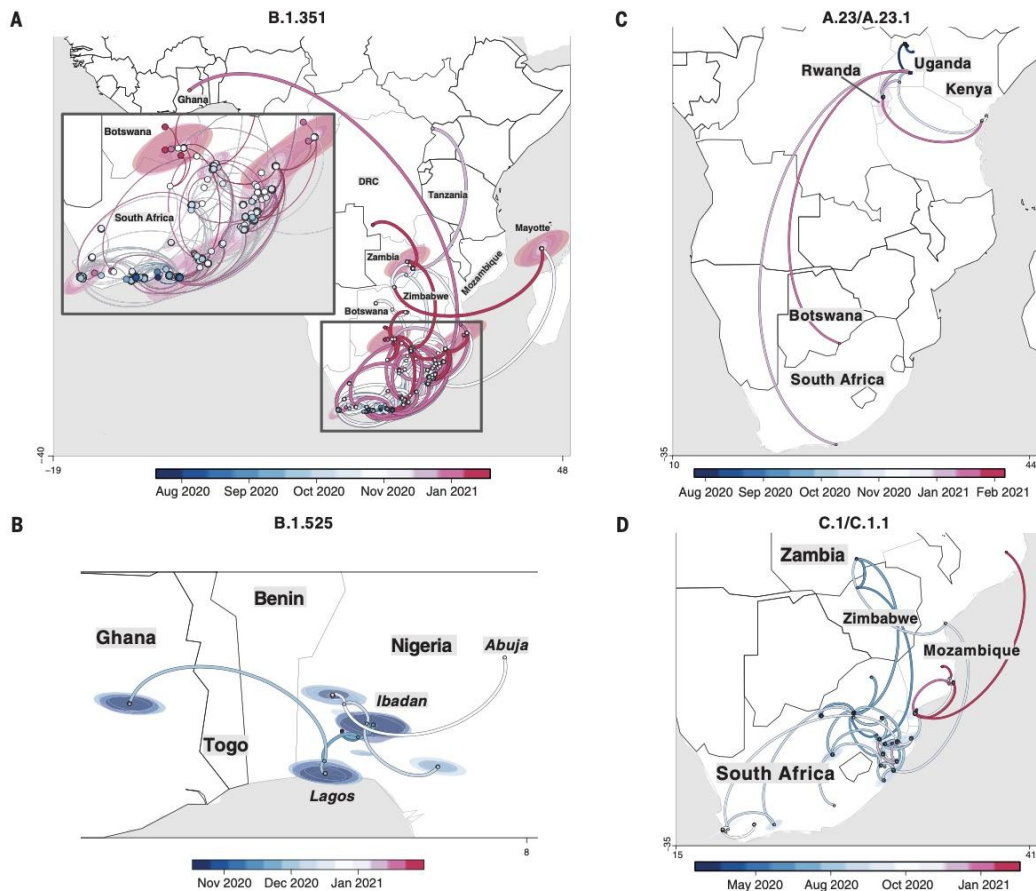 A
B.1.351
Ghana
Botswana
South Africa
DRC
Tanzania
Mayotte
Zambia
Mozambique
Zimbabwe
Botswana
-40
-19
48
Aug 2020 Sep 2020 Oct 2020 Nov 2020 Jan 2021
C
A.23/A.23.1
Uganda
Rwanda
Kenya
Botswana
South Africa
-35
10
44
Aug 2020 Sep 2020 Oct 2020 Nov 2020 Jan 2021 Feb 2021
B
B.1.525
Benin
Ghana
Nigeria
Abuja
Ibadan
Togo
Lagos
8
Nov 2020 Dec 2020 Jan 2021
D
C.1/C.1.1
Zambia
Zimbabwe
Mozambique
South Africa
-35
15
41
May 2020 Aug 2020 Oct 2020 Jan 2021